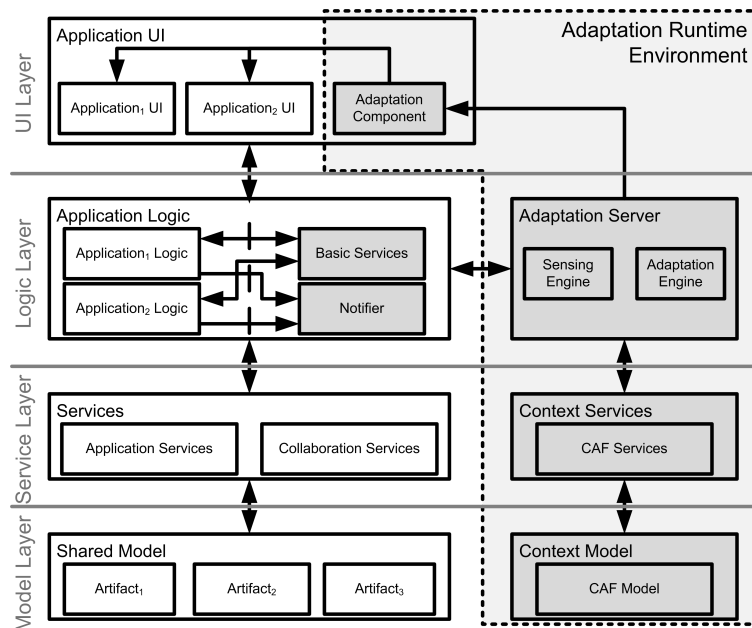 Application UI
Adaptation Runtime
Environment
UI Layer
Application₁ UI
Application₂ UI
Adaptation
Component
Logic Layer
Application Logic
Application₁ Logic
Basic Services
Application₂ Logic
Notifier
Adaptation Server
Sensing
Engine
Adaptation
Engine
Service Layer
Services
Application Services
Collaboration Services
Context Services
CAF Services
Model Layer
Shared Model
Artifact₁
Artifact₂
Artifact₃
Context Model
CAF Model